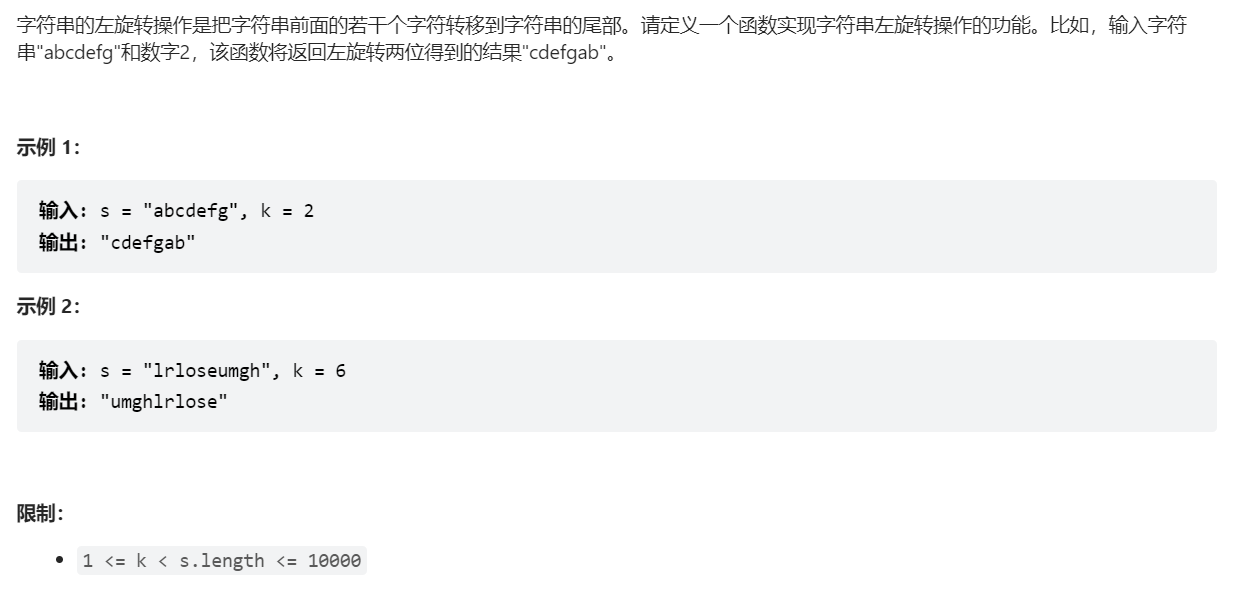 字符串的左旋转操作是把字符串前面的若干个字符转移到字符串的尾部。请定义一个函数实现字符串左旋转操作的功能。比如，输入字符
串"abcdefg"和数字2，该函数将返回左旋转两位得到的结果"cdefgab"。
示例 1：
输入: s = "abcdefg", k = 2
输出: "cdefgab"
示例 2：
输入: s = "lrloseumgh", k = 6
输出: "umghlrlose"
限制：
• 1 <= k < s.length <= 10000